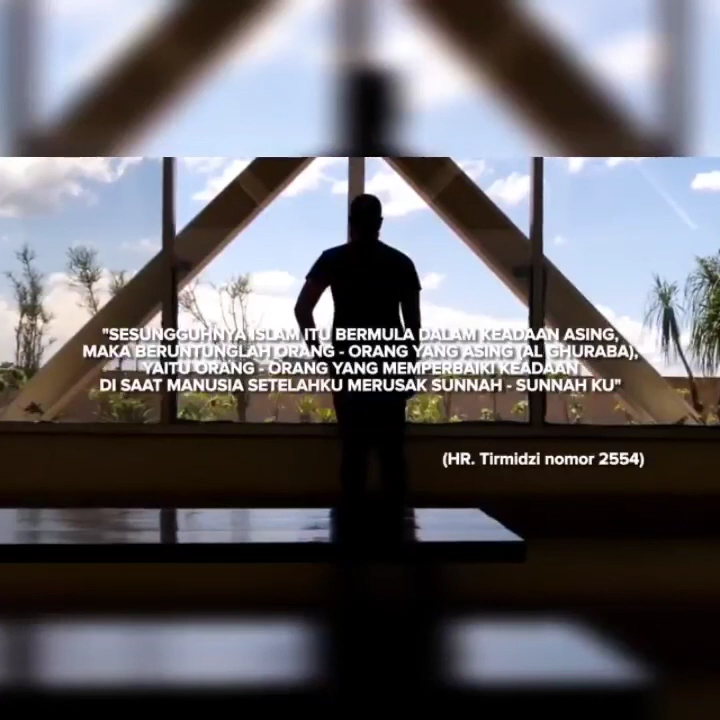 "SESUNGGUHNYA ISLAM ITU BERMULA DALAM KEADAAN ASING,
MAKA BERUNTUNGLAH ORANG - ORANG YANG ASING (AL GHURABA),
YAITU ORANG - ORANG YANG MEMPERBAIKI KEADAAN
DI SAAT MANUSIA SETELAHKU MERUSAK SUNNAH - SUNNAH KU"
(HR. Tirmidzi nomor 2554)